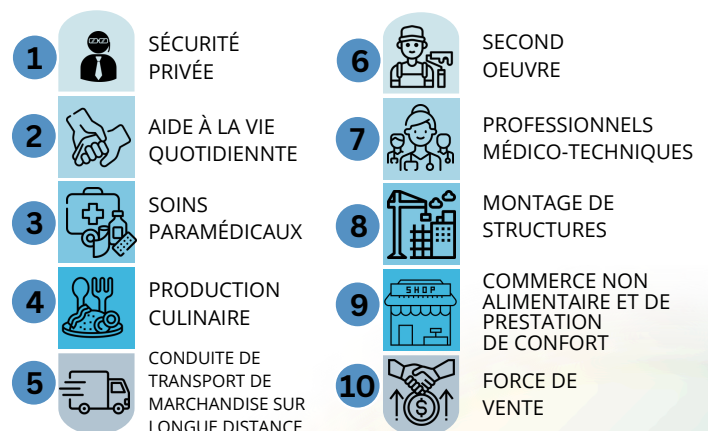 1
SÉCURITÉ
PRIVÉE
2
AIDE À LA VIE
QUOTIDIENNTE
3
SOINS
PARAMÉDICAUX
4
PRODUCTION
CULINAIRE
5
CONDUITE DE
TRANSPORT DE
MARCHANDISE SUR
LONGUE DISTANCE
6
SECOND
OEUVRE
7
PROFESSIONNELS
MÉDICO-TECHNIQUES
8
MONTAGE DE
STRUCTURES
9
SHOP
COMMERCE NON
ALIMENTAIRE ET DE
PRESTATION
DE CONFORT
10
$
FORCE DE
VENTE